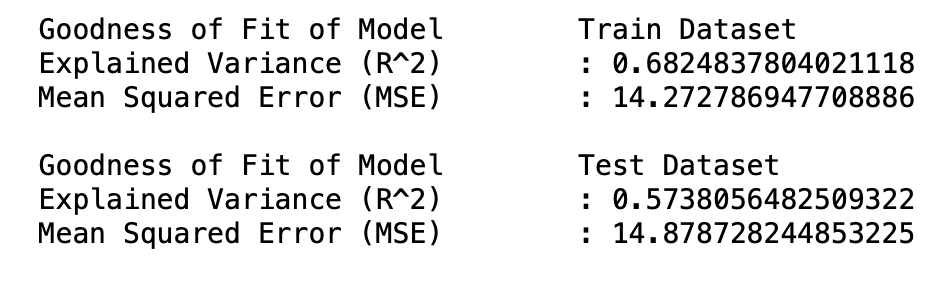 Goodness of Fit of Model        Train Dataset
Explained Variance (R^2)        : 0.6824837804021118
Mean Squared Error (MSE)        : 14.272786947708886

Goodness of Fit of Model        Test Dataset
Explained Variance (R^2)        : 0.5738056482509322
Mean Squared Error (MSE)        : 14.878728244853225